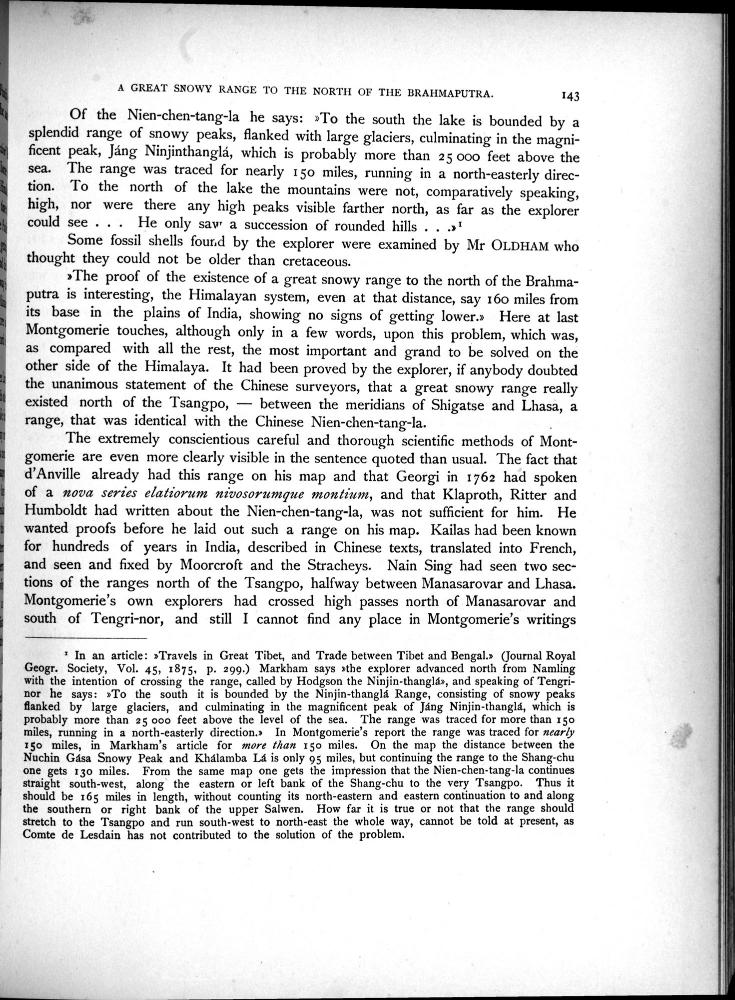 A GREAT SNOWY RANGE TO THE NORTH OF THE BRAHMAPUTRA. 143
Of the Nien-chen-tang-la he says: »To the south the lake is bounded by a
splendid range of snowy peaks, flanked with large glaciers, culminating in the magni-
ficent peak, Jáng Ninjinthanglá, which is probably more than 25 000 feet above the
sea. The range was traced for nearly 150 miles, running in a north-easterly direc-
tion. To the north of the lake the mountains were not, comparatively speaking,
high, nor were there any high peaks visible farther north, as far as the explorer
could see . . . He only saw a succession of rounded hills . . .»¹
Some fossil shells found by the explorer were examined by Mr OLDHAM who
thought they could not be older than cretaceous.
»The proof of the existence of a great snowy range to the north of the Brahma-
putra is interesting, the Himalayan system, even at that distance, say 160 miles from
its base in the plains of India, showing no signs of getting lower.» Here at last
Montgomerie touches, although only in a few words, upon this problem, which was,
as compared with all the rest, the most important and grand to be solved on the
other side of the Himalaya. It had been proved by the explorer, if anybody doubted
the unanimous statement of the Chinese surveyors, that a great snowy range really
existed north of the Tsangpo, — between the meridians of Shigatse and Lhasa, a
range, that was identical with the Chinese Nien-chen-tang-la.
The extremely conscientious careful and thorough scientific methods of Mont-
gomerie are even more clearly visible in the sentence quoted than usual. The fact that
d'Anville already had this range on his map and that Georgi in 1762 had spoken
of a nova series elatiorum nivosorumque montium, and that Klaproth, Ritter and
Humboldt had written about the Nien-chen-tang-la, was not sufficient for him. He
wanted proofs before he laid out such a range on his map. Kailas had been known
for hundreds of years in India, described in Chinese texts, translated into French,
and seen and fixed by Moorcroft and the Stracheys. Nain Sing had seen two sec-
tions of the ranges north of the Tsangpo, halfway between Manasarovar and Lhasa.
Montgomerie's own explorers had crossed high passes north of Manasarovar and
south of Tengri-nor, and still I cannot find any place in Montgomerie's writings
¹ In an article: »Travels in Great Tibet, and Trade between Tibet and Bengal.» (Journal Royal
Geogr. Society, Vol. 45, 1875, p. 299.) Markham says »the explorer advanced north from Namling
with the intention of crossing the range, called by Hodgson the Ninjin-thanglá», and speaking of Tengri-
nor he says: »To the south it is bounded by the Ninjin-thanglá Range, consisting of snowy peaks
flanked by large glaciers, and culminating in the magnificent peak of Jáng Ninjin-thanglá, which is
probably more than 25 000 feet above the level of the sea. The range was traced for more than 150
miles, running in a north-easterly direction.» In Montgomerie's report the range was traced for nearly
150 miles, in Markham's article for more than 150 miles. On the map the distance between the
Nuchin Gása Snowy Peak and Khálamba Lá is only 95 miles, but continuing the range to the Shang-chu
one gets 130 miles. From the same map one gets the impression that the Nien-chen-tang-la continues
straight south-west, along the eastern or left bank of the Shang-chu to the very Tsangpo. Thus it
should be 165 miles in length, without counting its north-eastern and eastern continuation to and along
the southern or right bank of the upper Salwen. How far it is true or not that the range should
stretch to the Tsangpo and run south-west to north-east the whole way, cannot be told at present, as
Comte de Lesdain has not contributed to the solution of the problem.